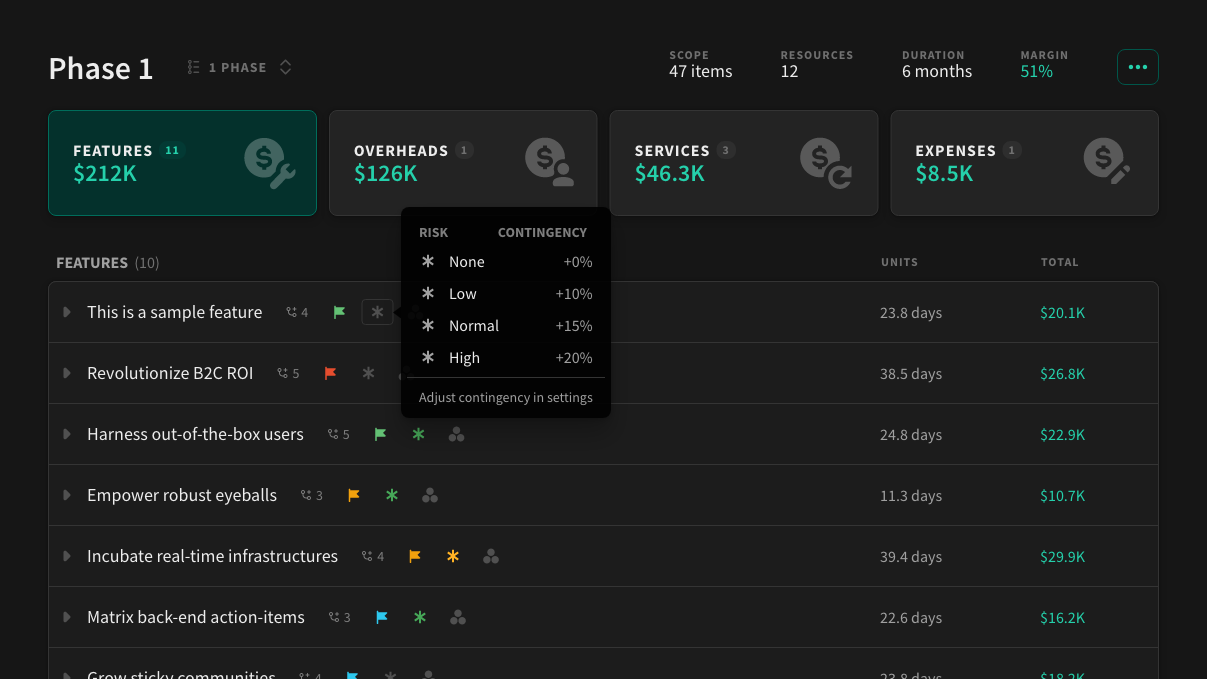 Phase 1
1 PHASE
SCOPE
47 items
RESOURCES
12
DURATION
6 months
MARGIN
51%
FEATURES 11
$212K
OVERHEADS 1
$126K
SERVICES 3
$46.3K
EXPENSES 1
$8.5K
RISK CONTINGENCY
None +0%
Low +10%
Normal +15%
High +20%
Adjust contingency in settings
FEATURES (10) UNITS TOTAL
This is a sample feature 4 23.8 days $20.1K
Revolutionize B2C ROI 5 38.5 days $26.8K
Harness out-of-the-box users 5 24.8 days $22.9K
Empower robust eyeballs 3 11.3 days $10.7K
Incubate real-time infrastructures 4 39.4 days $29.9K
Matrix back-end action-items 3 22.6 days $16.2K
Grow sticky communities 4 23.8 days $18.2K